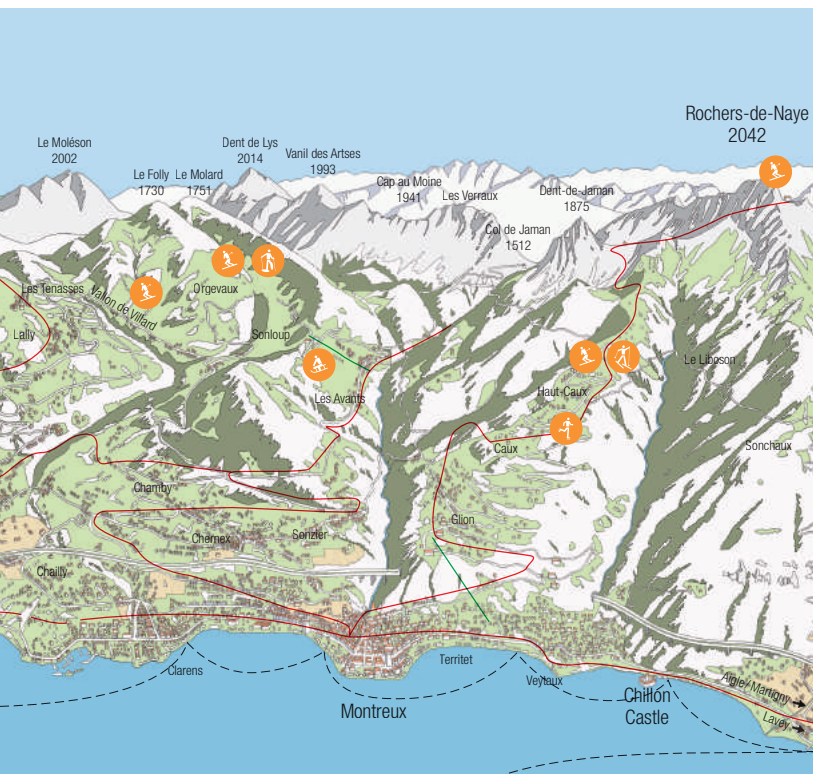 Rochers-de-Naye
2042
Le Moléson
2002
Dent de Lys
2014
Vanil des Artses
1993
Le Folly
1730
Le Molard
1751
Cap au Moine
1941
Les Verraux
Dent-de-Jaman
1875
Col de Jaman
1512
Les Tenasses
Vallon de Villard
Orgevaux
Lally
Sonloup
Le Liboson
Les Avants
Haut-Caux
Caux
Sonchaux
Chamby
Glion
Chernex
Sonzier
Chailly
Clarens
Territet
Veytaux
Montreux
Chillon
Castle
Aigle/Martigny
Lavey